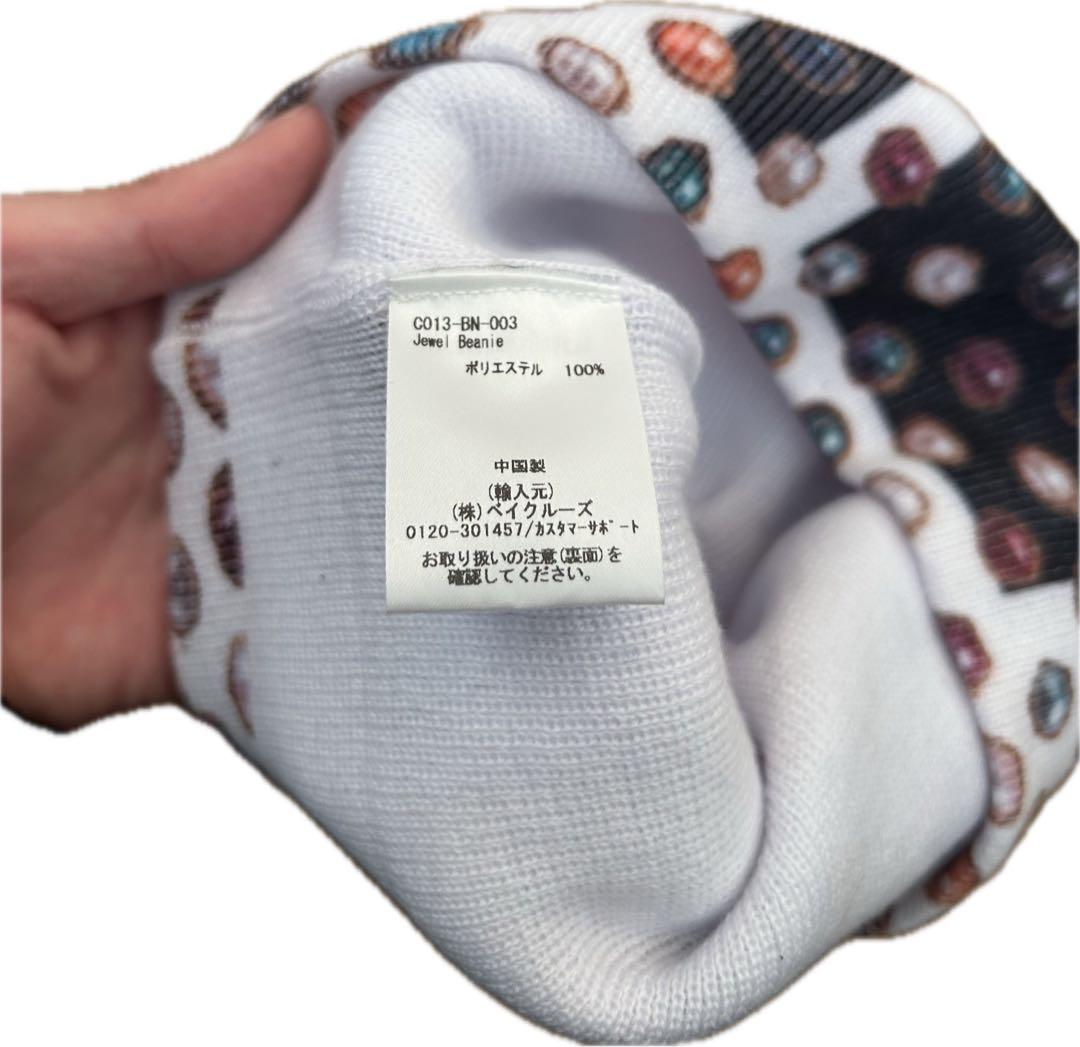 C013-BN-003
Jewel Beanie
ポリエステル 100%
中国製
(輸入元)
(株)ベイクルーズ
0120-301457/ｶｽﾀﾏｰｻﾎﾟｰﾄ
お取り扱いの注意(裏面)を
確認してください。